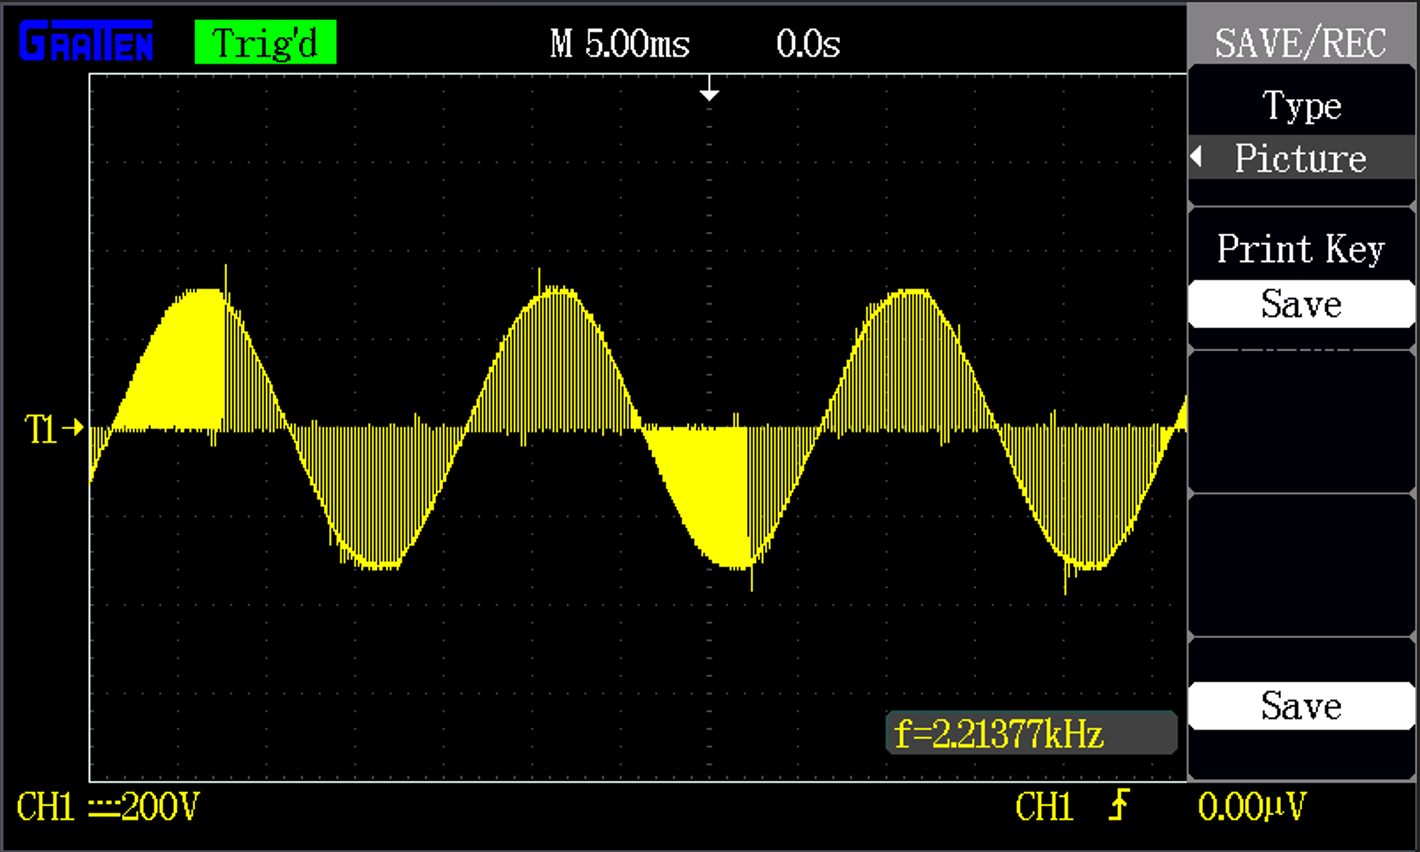 GRATTEN Trig'd M 5.00ms 0.0s SAVE/REC
Type
Picture
Print Key
Save
T1
Save
f=2.21377kHz
CH1 200V CH1 0.00µV